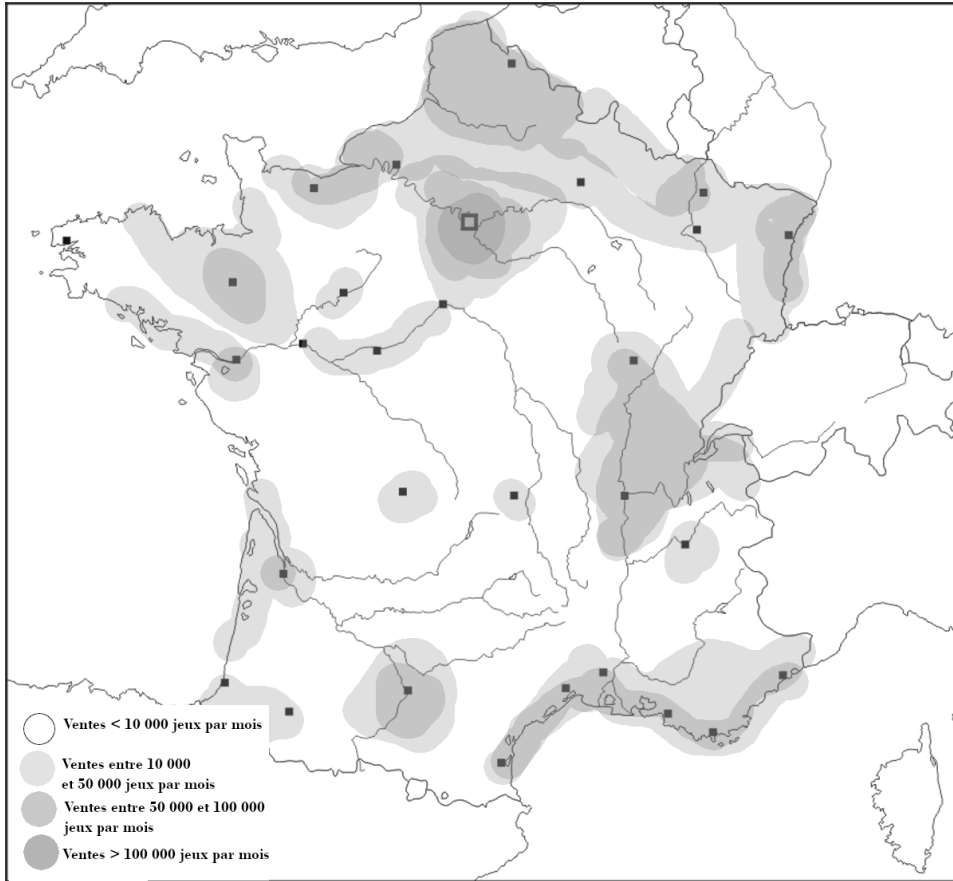 Ventes < 10 000 jeux par mois
Ventes entre 10 000
et 50 000 jeux par mois
Ventes entre 50 000 et 100 000
jeux par mois
Ventes > 100 000 jeux par mois